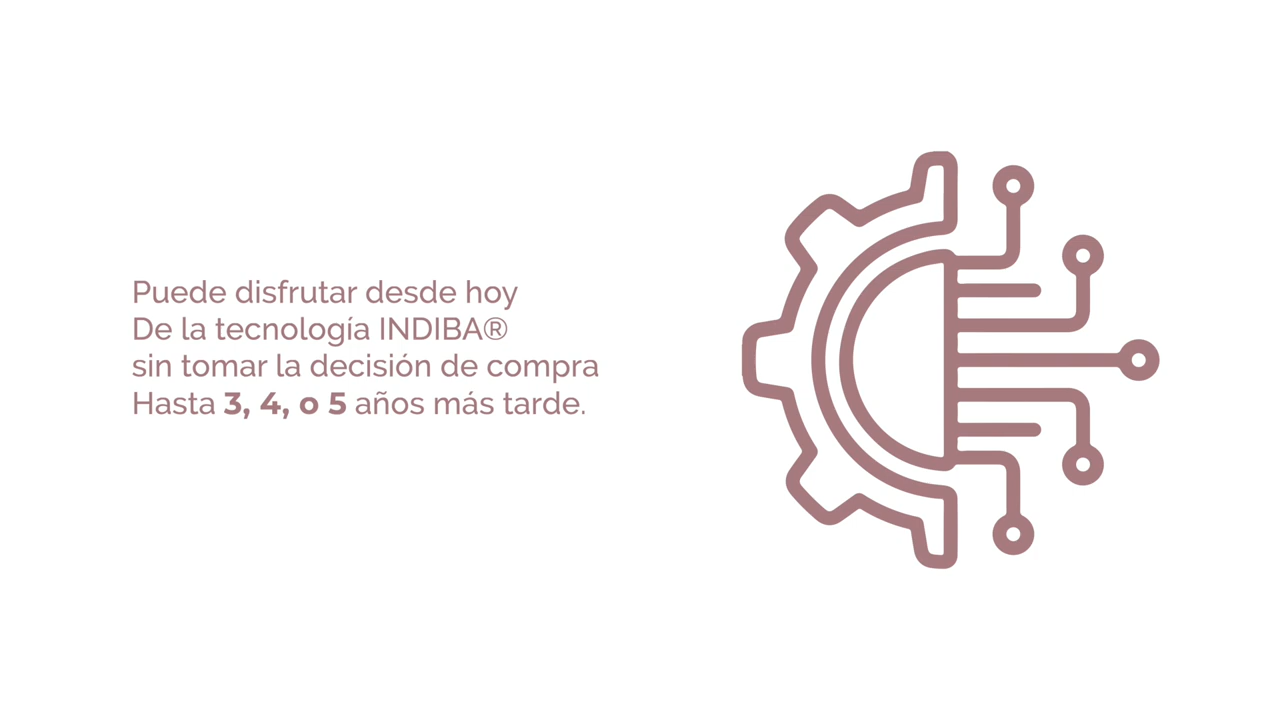 Puede disfrutar desde hoy
De la tecnología INDIBA®
sin tomar la decisión de compra
Hasta 3, 4, o 5 años más tarde.